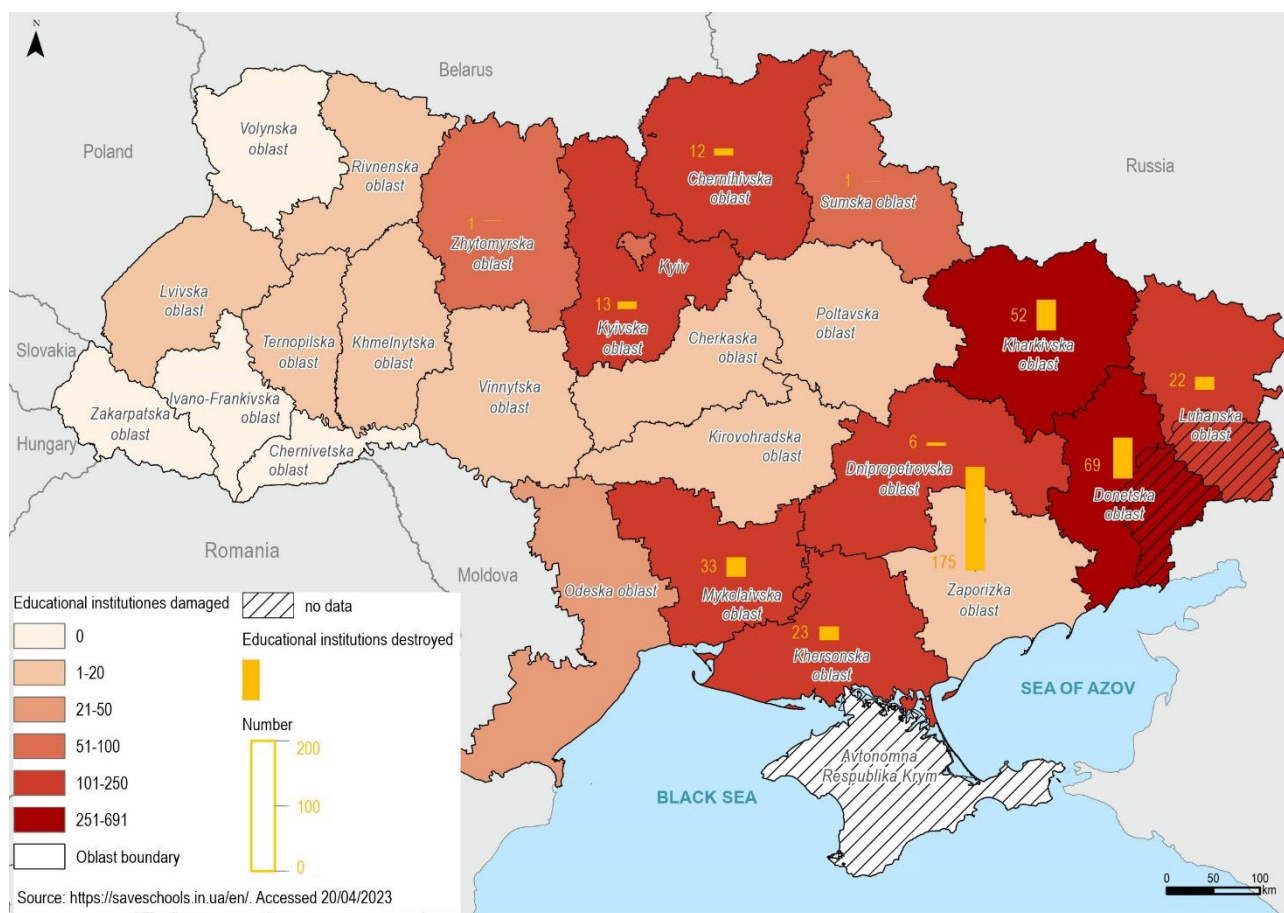 N
Belarus
Poland
Russia
Slovakia
Hungary
Romania
Moldova
Volynska
oblast
Rivnenska
oblast
1
Zhytomyrska
oblast
12
Chernihivska
oblast
1
Sumska oblast
Kyiv
13
Kyivska
oblast
Lvivska
oblast
Ternopilska
oblast
Khmelnytska
oblast
Vinnytska
oblast
Cherkaska
oblast
Poltavska
oblast
52
Kharkivska
oblast
22
Luhanska
oblast
Zakarpatska
oblast
Ivano-Frankivska
oblast
Chernivetska
oblast
Kirovohradska
oblast
6
Dnipropetrovska
oblast
69
Donetska
oblast
Odeska oblast
33
Mykolaivska
oblast
175
Zaporizka
oblast
23
Khersonska
oblast
Avtonomna
Respublika Krym
SEA OF AZOV
BLACK SEA
Educational institutiones damaged
0
1-20
21-50
51-100
101-250
251-691
Oblast boundary
no data
Educational institutions destroyed
Number
200
100
0
Source: https://saveschools.in.ua/en/. Accessed 20/04/2023
0 50 100
km